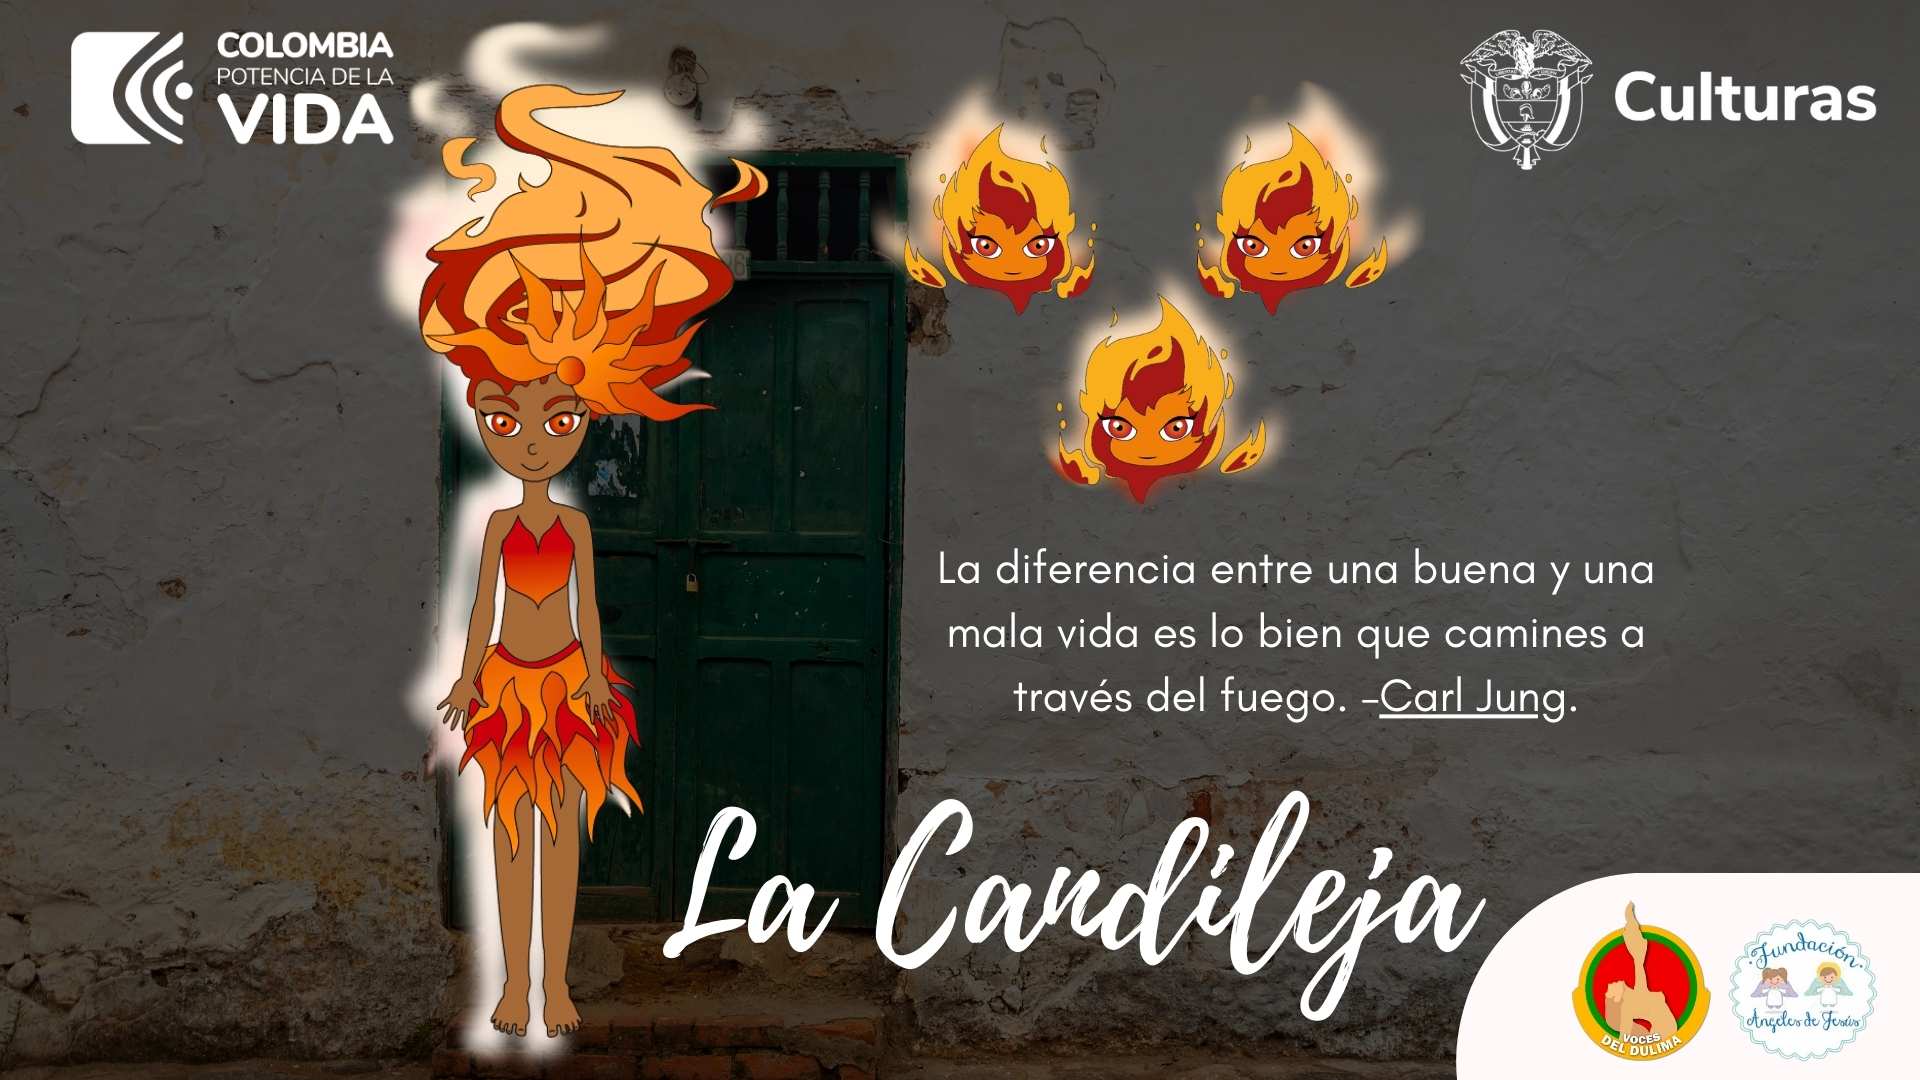 COLOMBIA
POTENCIA DE LA
VIDA
Culturas
La diferencia entre una buena y una
mala vida es lo bien que camines a
través del fuego. -Carl Jung.
La Candileja
VOCES
DEL DULIMA
Fundación
Angeles de Jesús